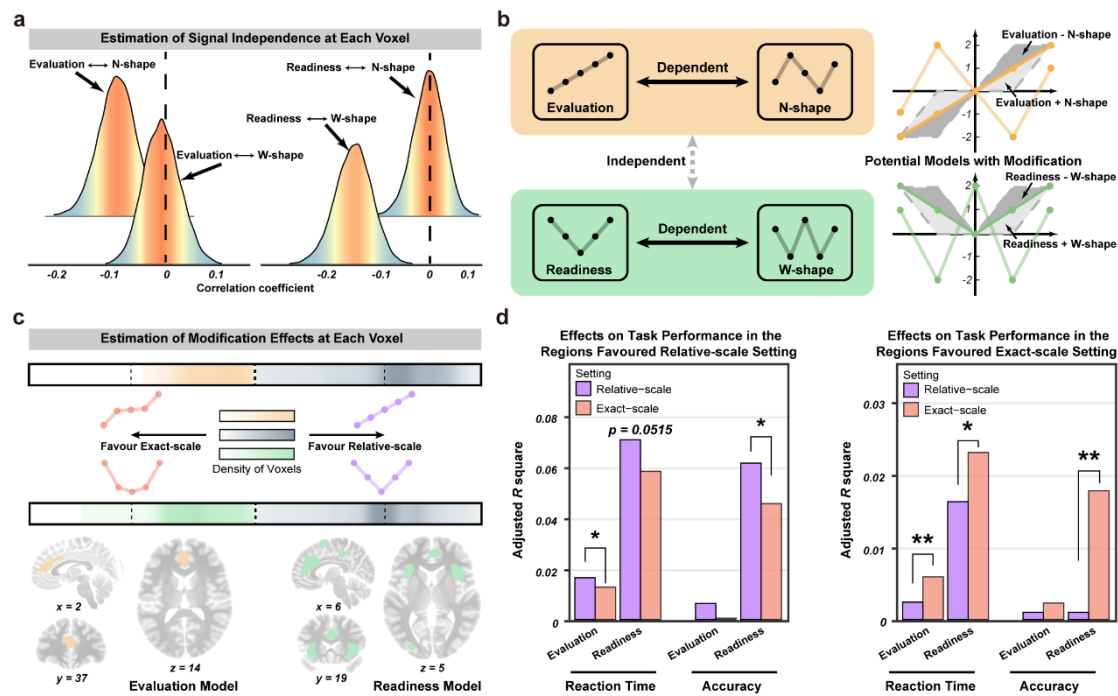 a
Estimation of Signal Independence at Each Voxel
Evaluation ↔ N-shape
Readiness ↔ N-shape
Readiness ↔ W-shape
Evaluation ↔ W-shape
-0.2 -0.1 0 0.1 -0.2 -0.1 0 0.1
Correlation coefficient
b
Evaluation
Dependent
N-shape
Independent
Readiness
Dependent
W-shape
2
1
-1
-2
Evaluation - N-shape
Evaluation + N-shape
Potential Models with Modification
2
1
-1
-2
Readiness - W-shape
Readiness + W-shape
c
Estimation of Modification Effects at Each Voxel
Favour Exact-scale
Favour Relative-scale
Density of Voxels
x = 2
y = 37
z = 14
Evaluation Model
x = 6
y = 19
z = 5
Readiness Model
d
Effects on Task Performance in the
Regions Favoured Relative-scale Setting
Adjusted R square
0.08
0.06
0.04
0.02
0
Setting
Relative-scale
Exact-scale
p = 0.0515
*
*
Evaluation
Readiness
Evaluation
Readiness
Reaction Time
Accuracy
Effects on Task Performance in the
Regions Favoured Exact-scale Setting
Adjusted R square
0.03
0.02
0.01
0
Setting
Relative-scale
Exact-scale
**
*
**
Evaluation
Readiness
Evaluation
Readiness
Reaction Time
Accuracy